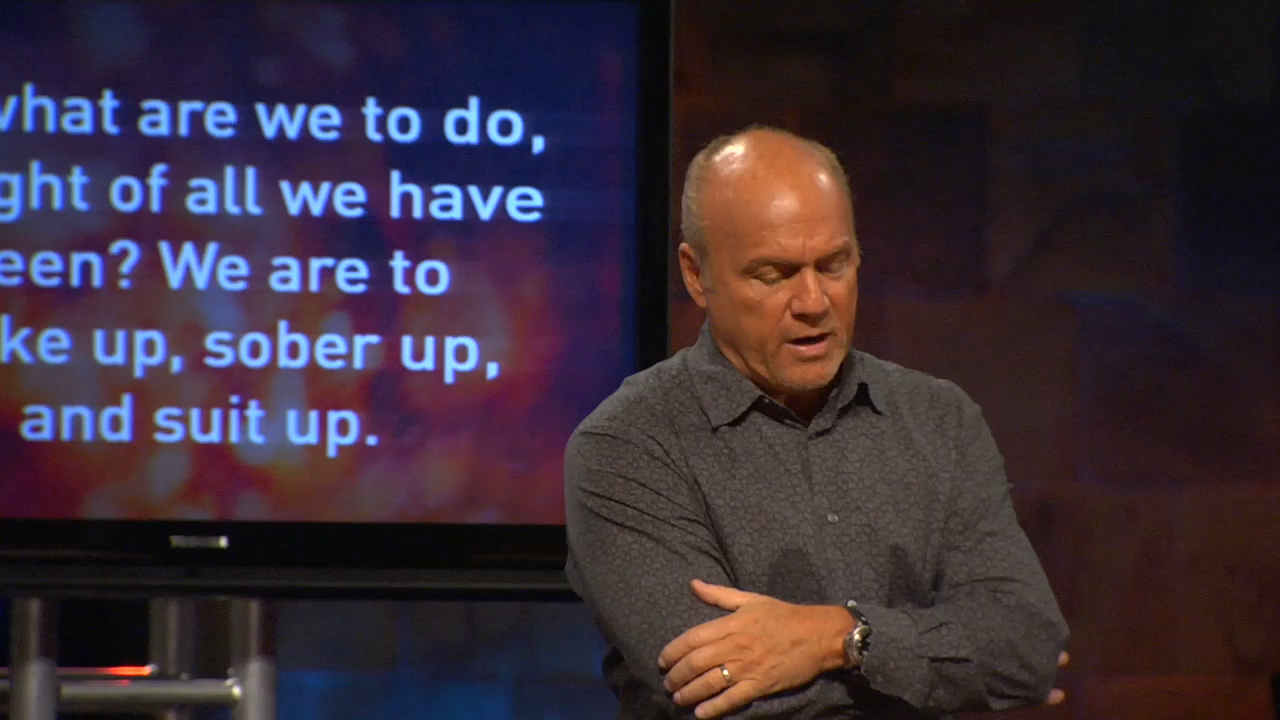 what are we to do,
ght of all we have
een? We are to
ke up, sober up,
and suit up.